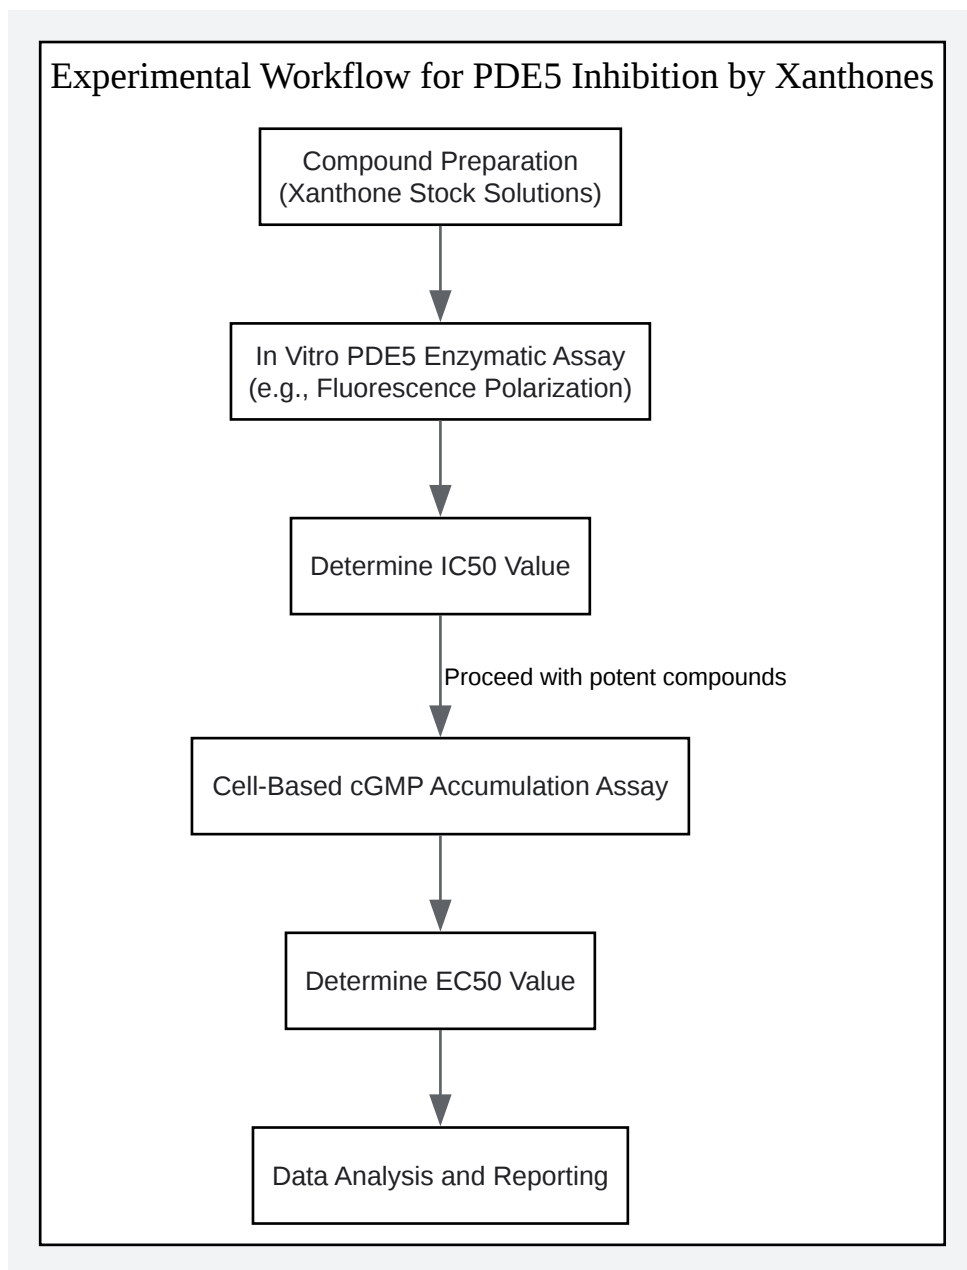 Experimental Workflow for PDE5 Inhibition by Xanthones
Compound Preparation
(Xanthone Stock Solutions)
In Vitro PDE5 Enzymatic Assay
(e.g., Fluorescence Polarization)
Determine IC50 Value
Proceed with potent compounds
Cell-Based cGMP Accumulation Assay
Determine EC50 Value
Data Analysis and Reporting